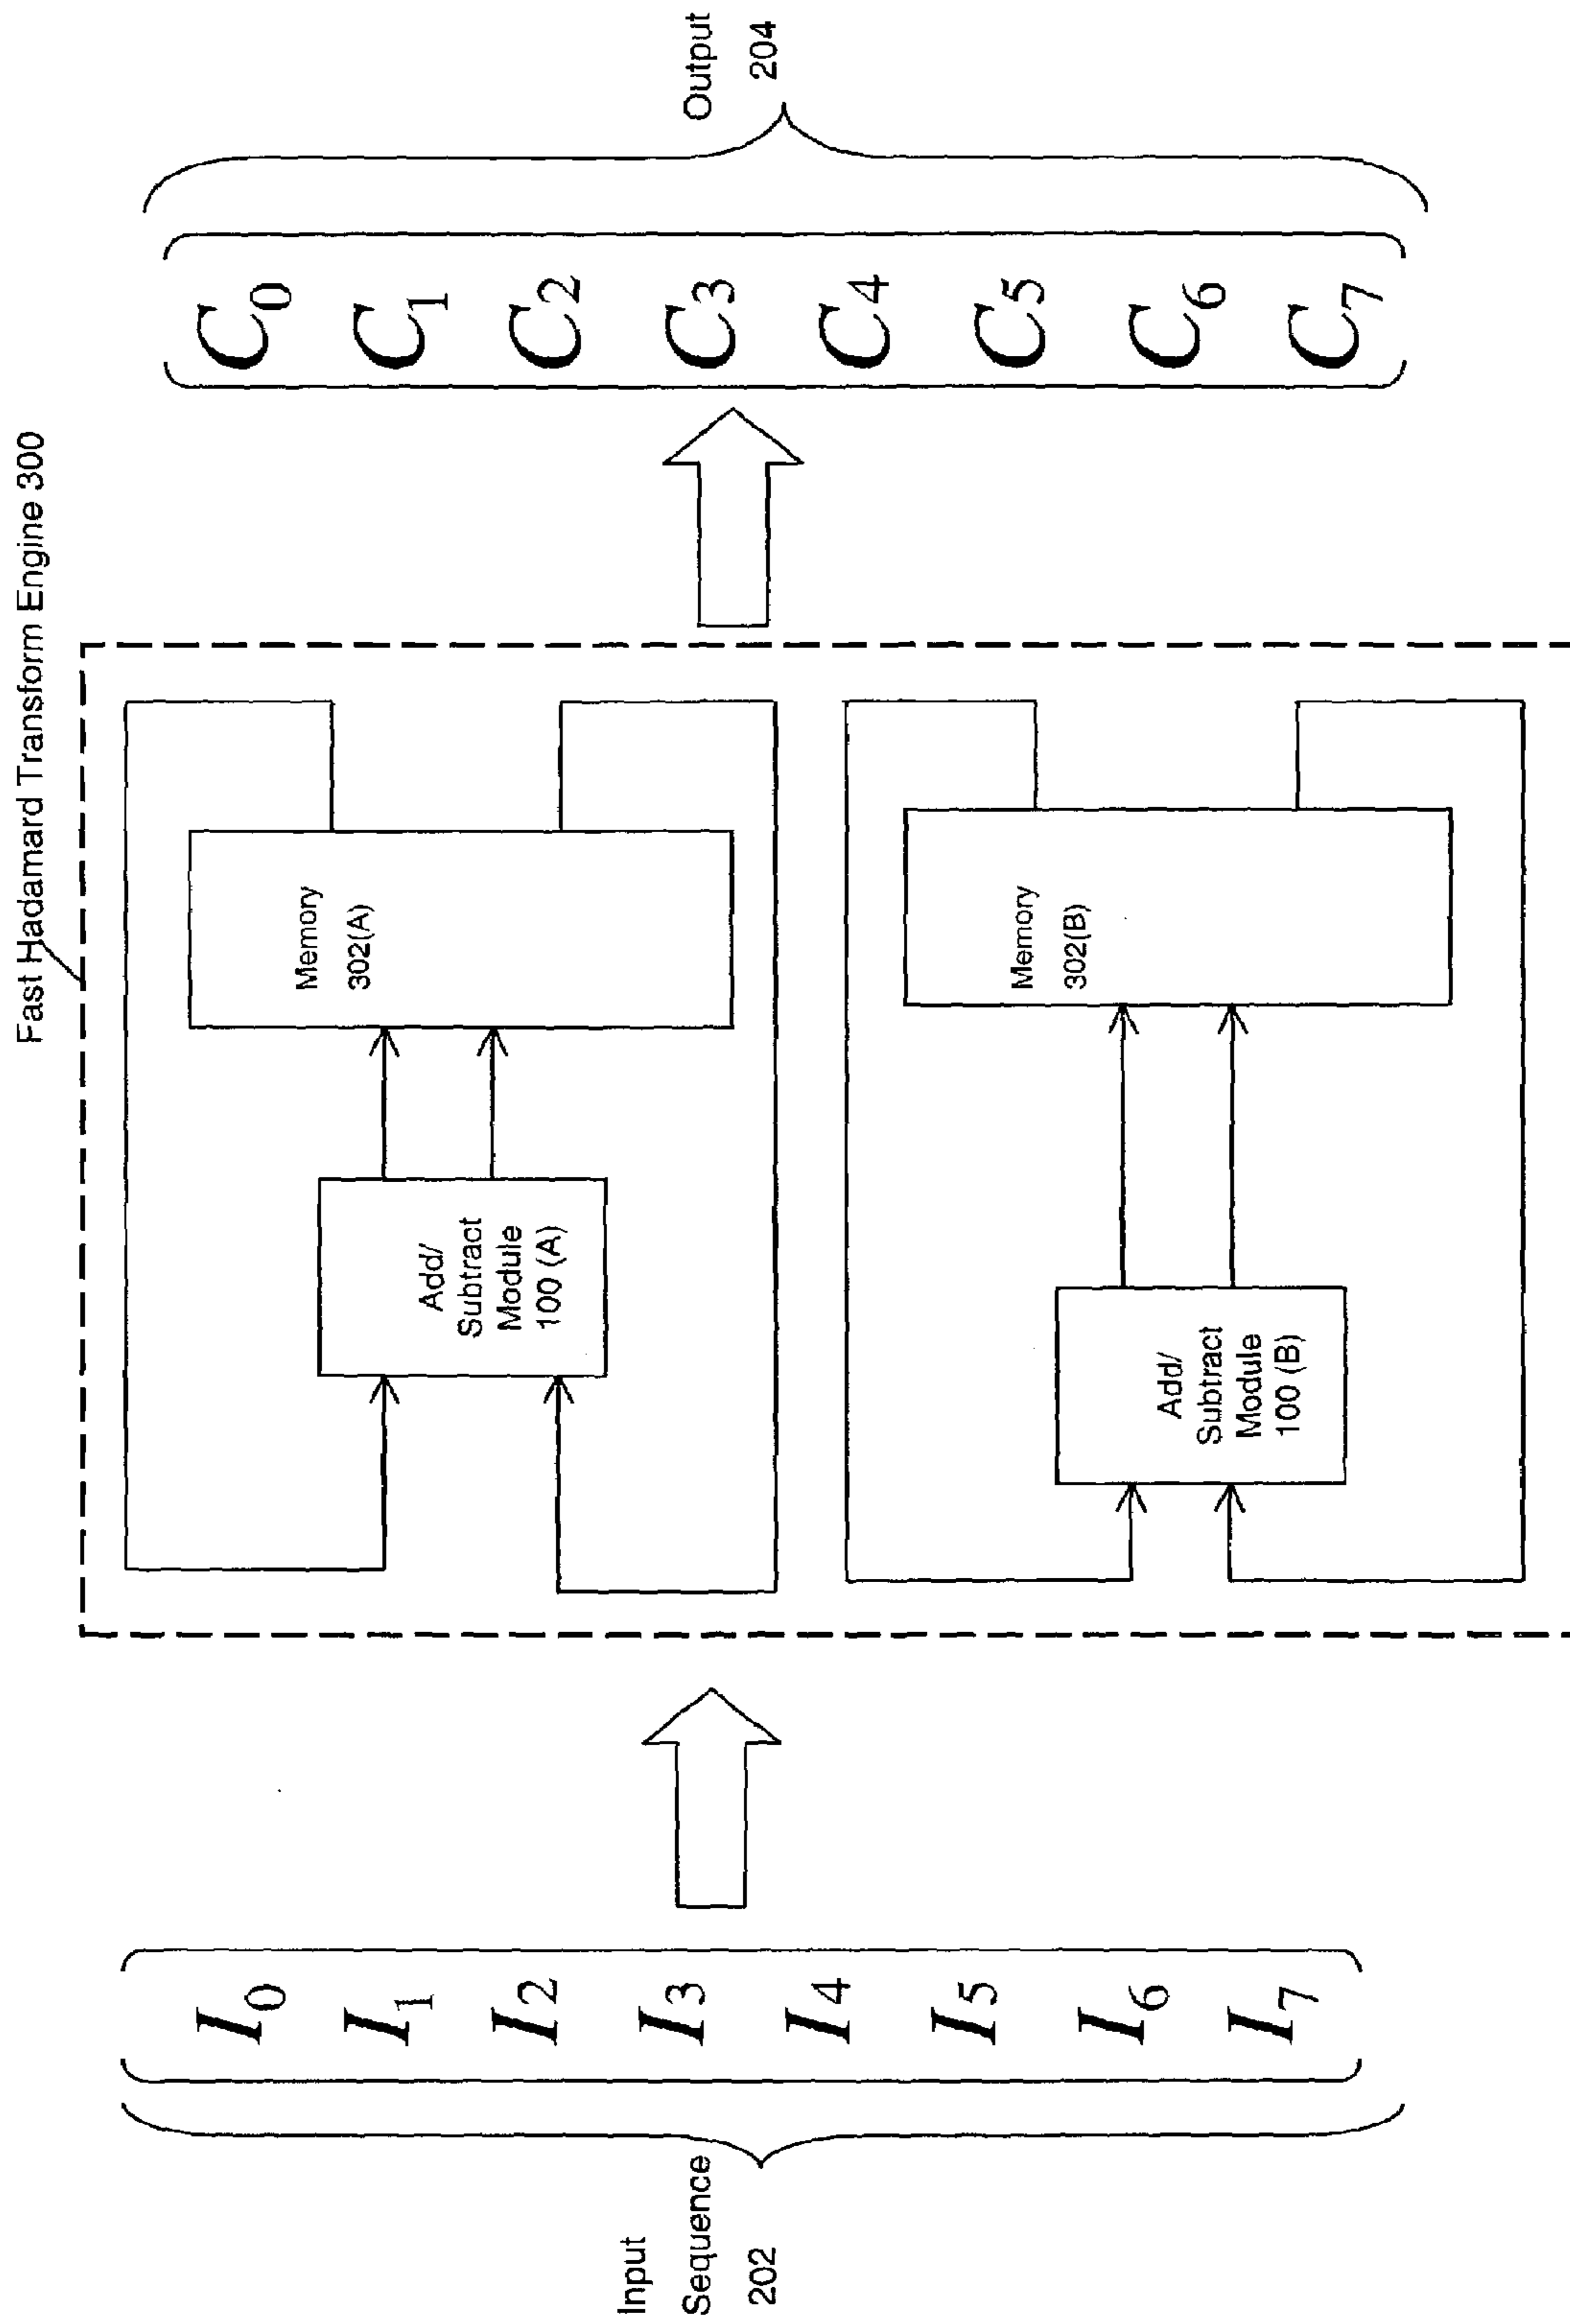 Fast Hadamard Transform Engine 300
Input
Sequence
202
I0
I1
I2
I3
I4
I5
I6
I7
Add/
Subtract
Module
100 (A)
Memory
302(A)
Add/
Subtract
Module
100 (B)
Memory
302(B)
C0
C1
C2
C3
C4
C5
C6
C7
Output
204